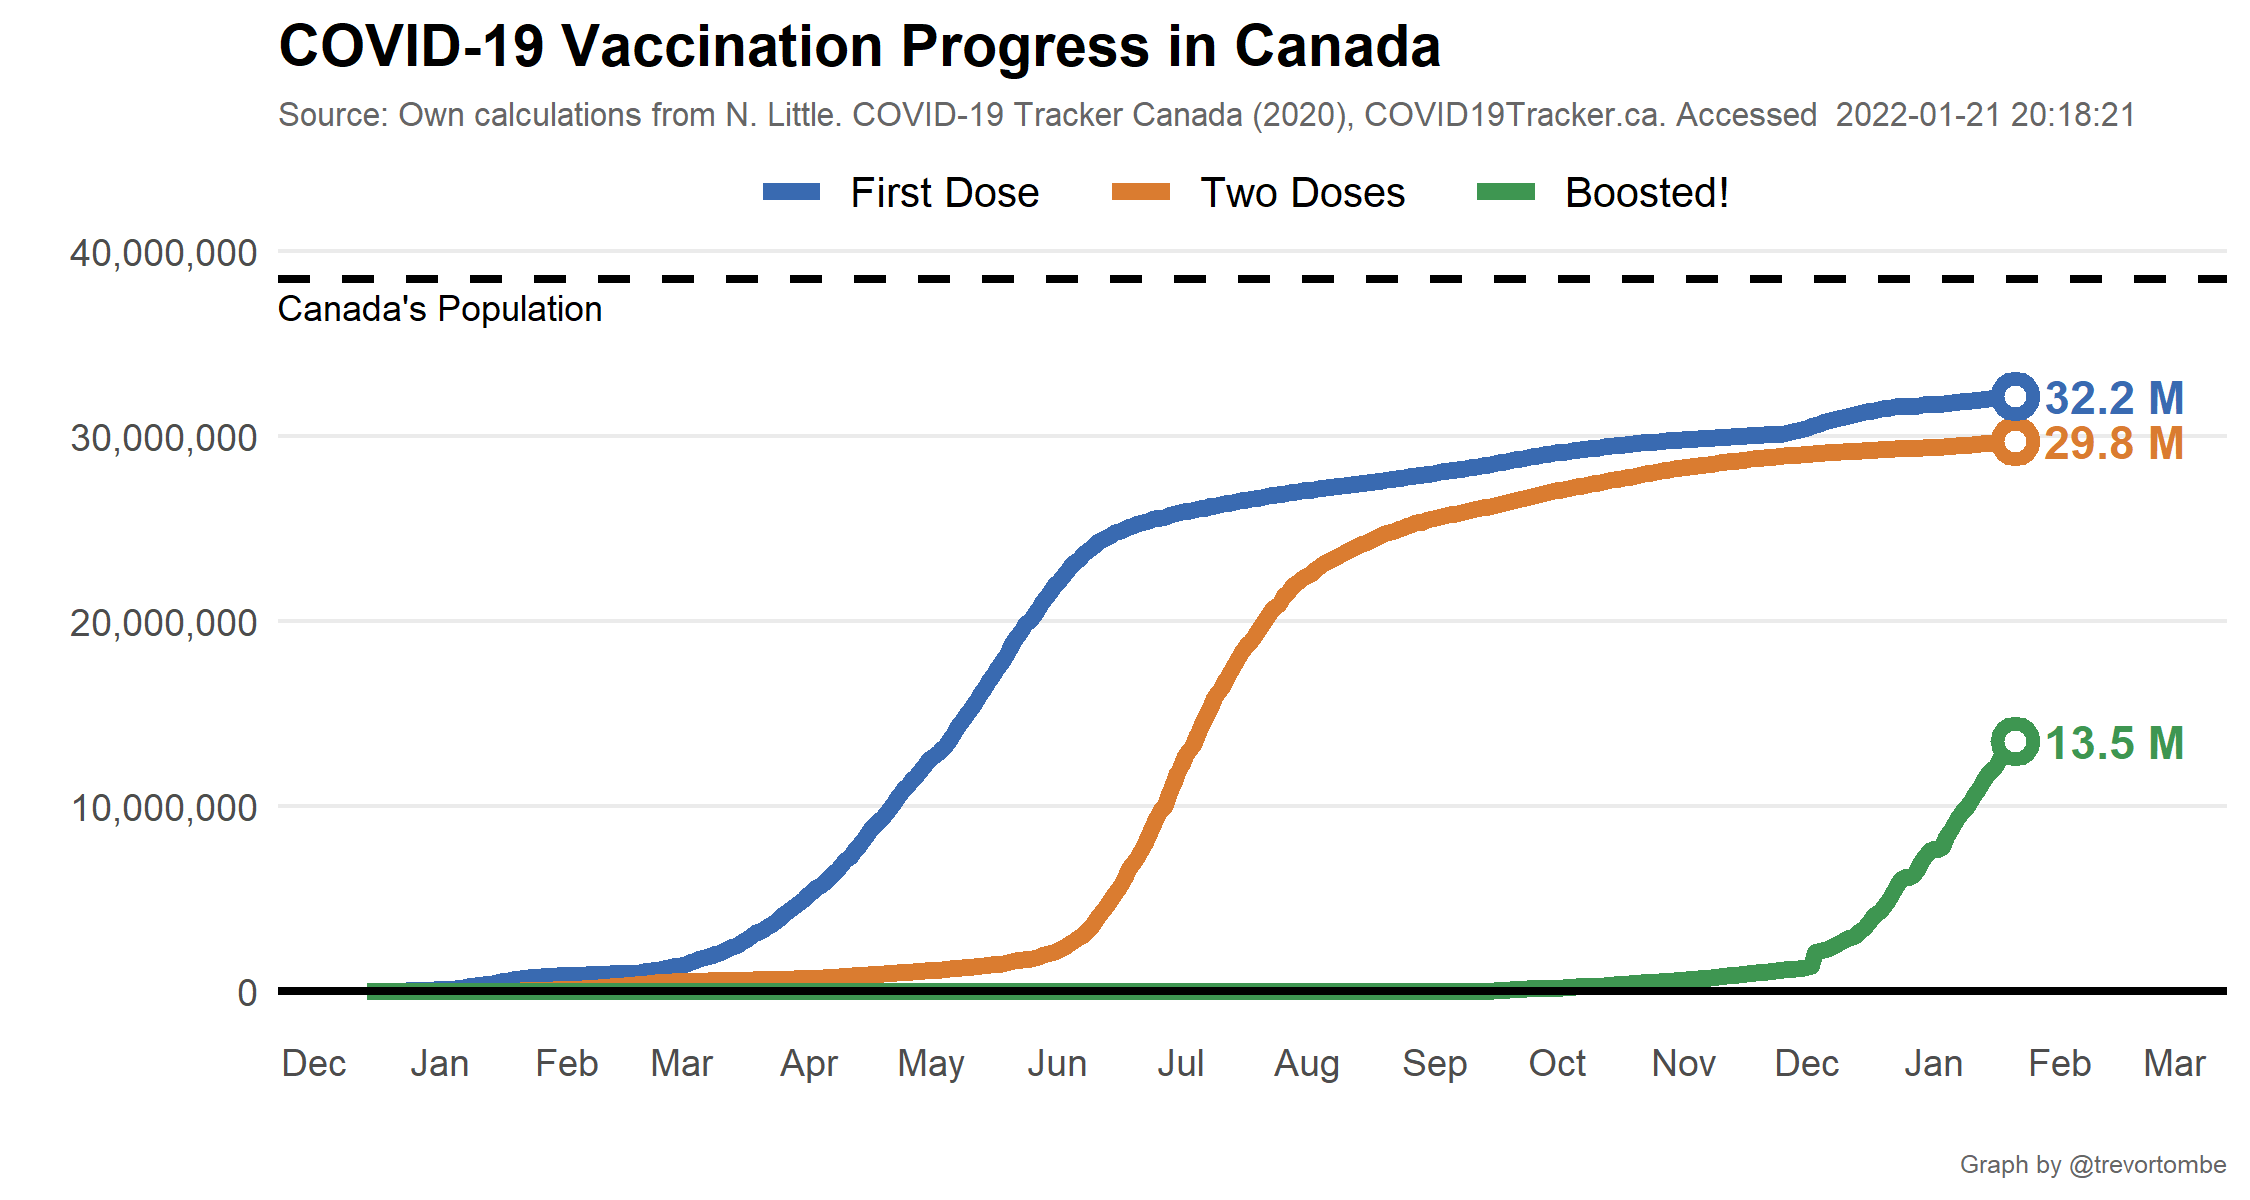 COVID-19 Vaccination Progress in Canada
Source: Own calculations from N. Little. COVID-19 Tracker Canada (2020), COVID19Tracker.ca. Accessed  2022-01-21 20:18:21
First Dose Two Doses Boosted!
40,000,000
Canada's Population
32.2 M
30,000,000
29.8 M
20,000,000
13.5 M
10,000,000
0
Dec Jan Feb Mar Apr May Jun Jul Aug Sep Oct Nov Dec Jan Feb Mar
Graph by @trevortombe